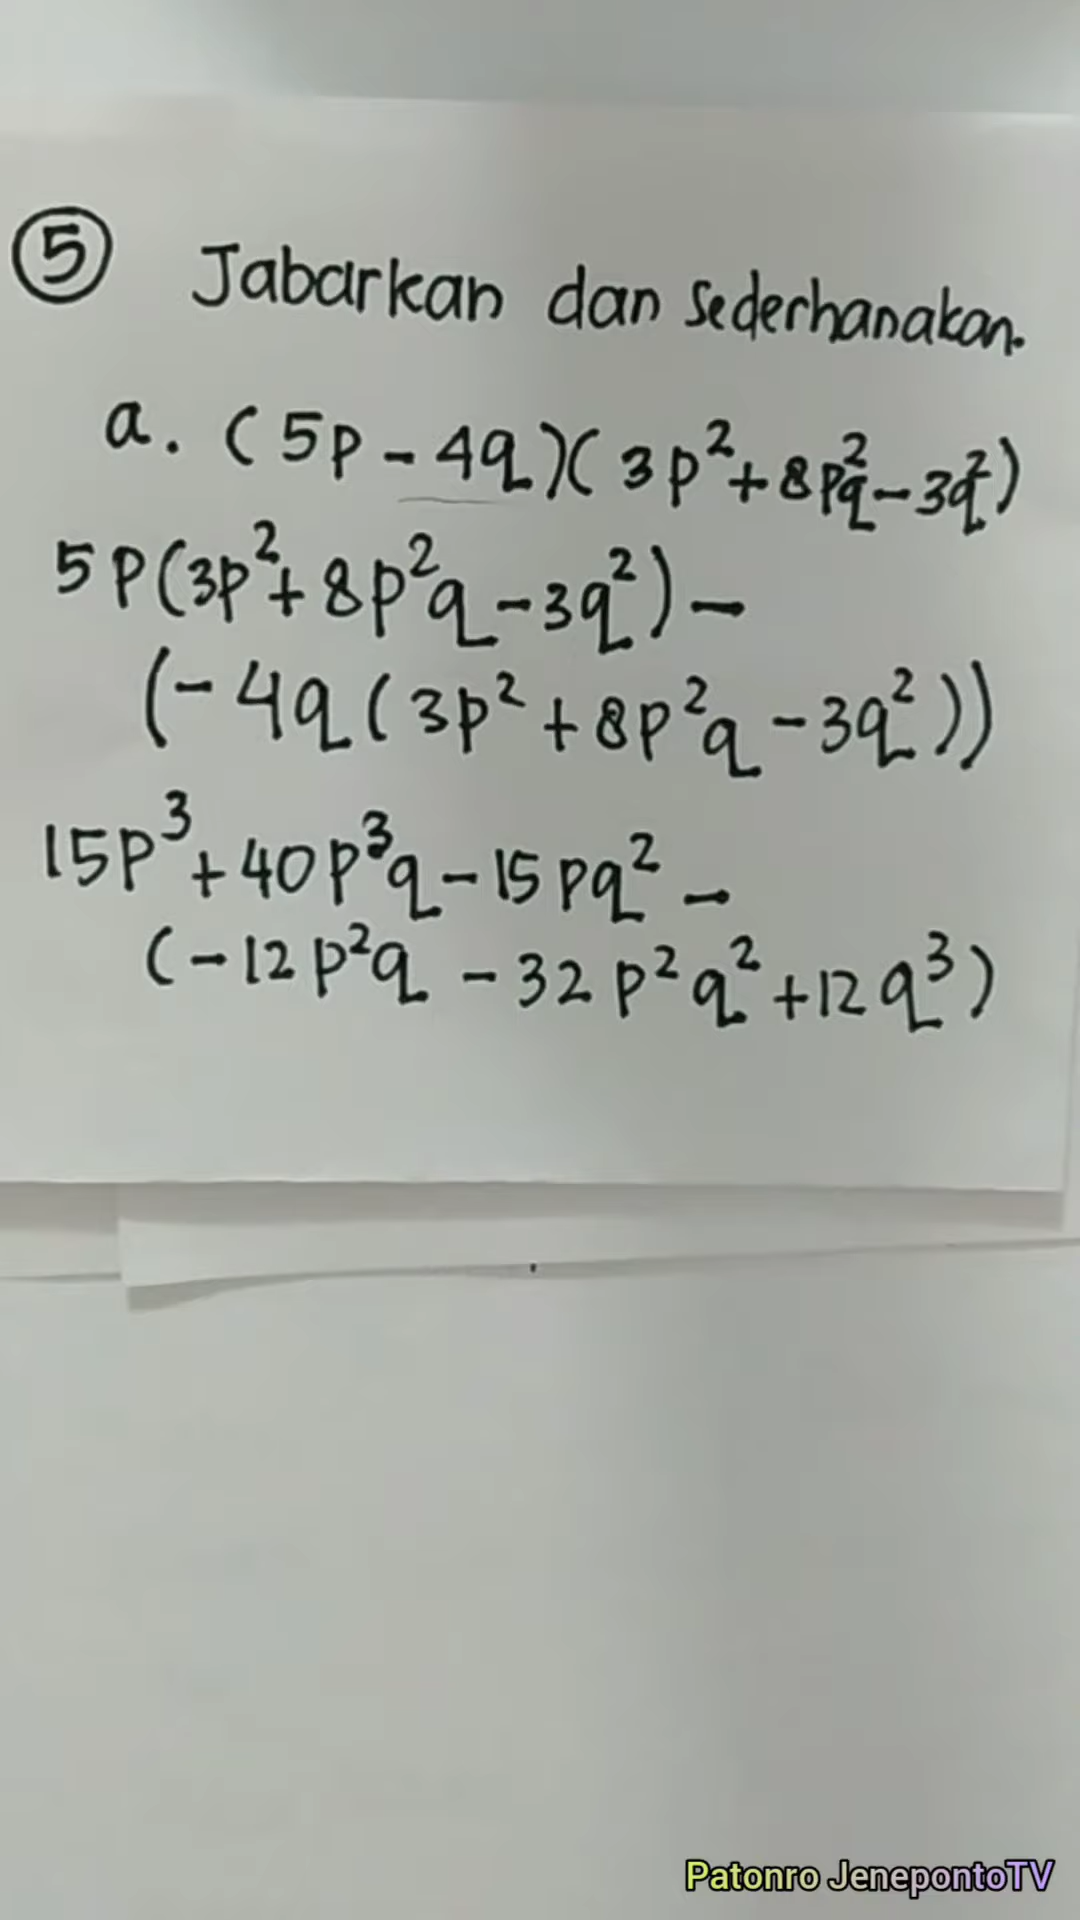 5 Jabarkan dan sederhanakan.
a. (5p - 4q)(3p² + 8p²q - 3q²)
5p(3p² + 8p²q - 3q²) -
(-4q(3p² + 8p²q - 3q²))
15p³ + 40p³q - 15pq² -
(-12p²q - 32p²q² + 12q³)
Patonro JenepontoTV